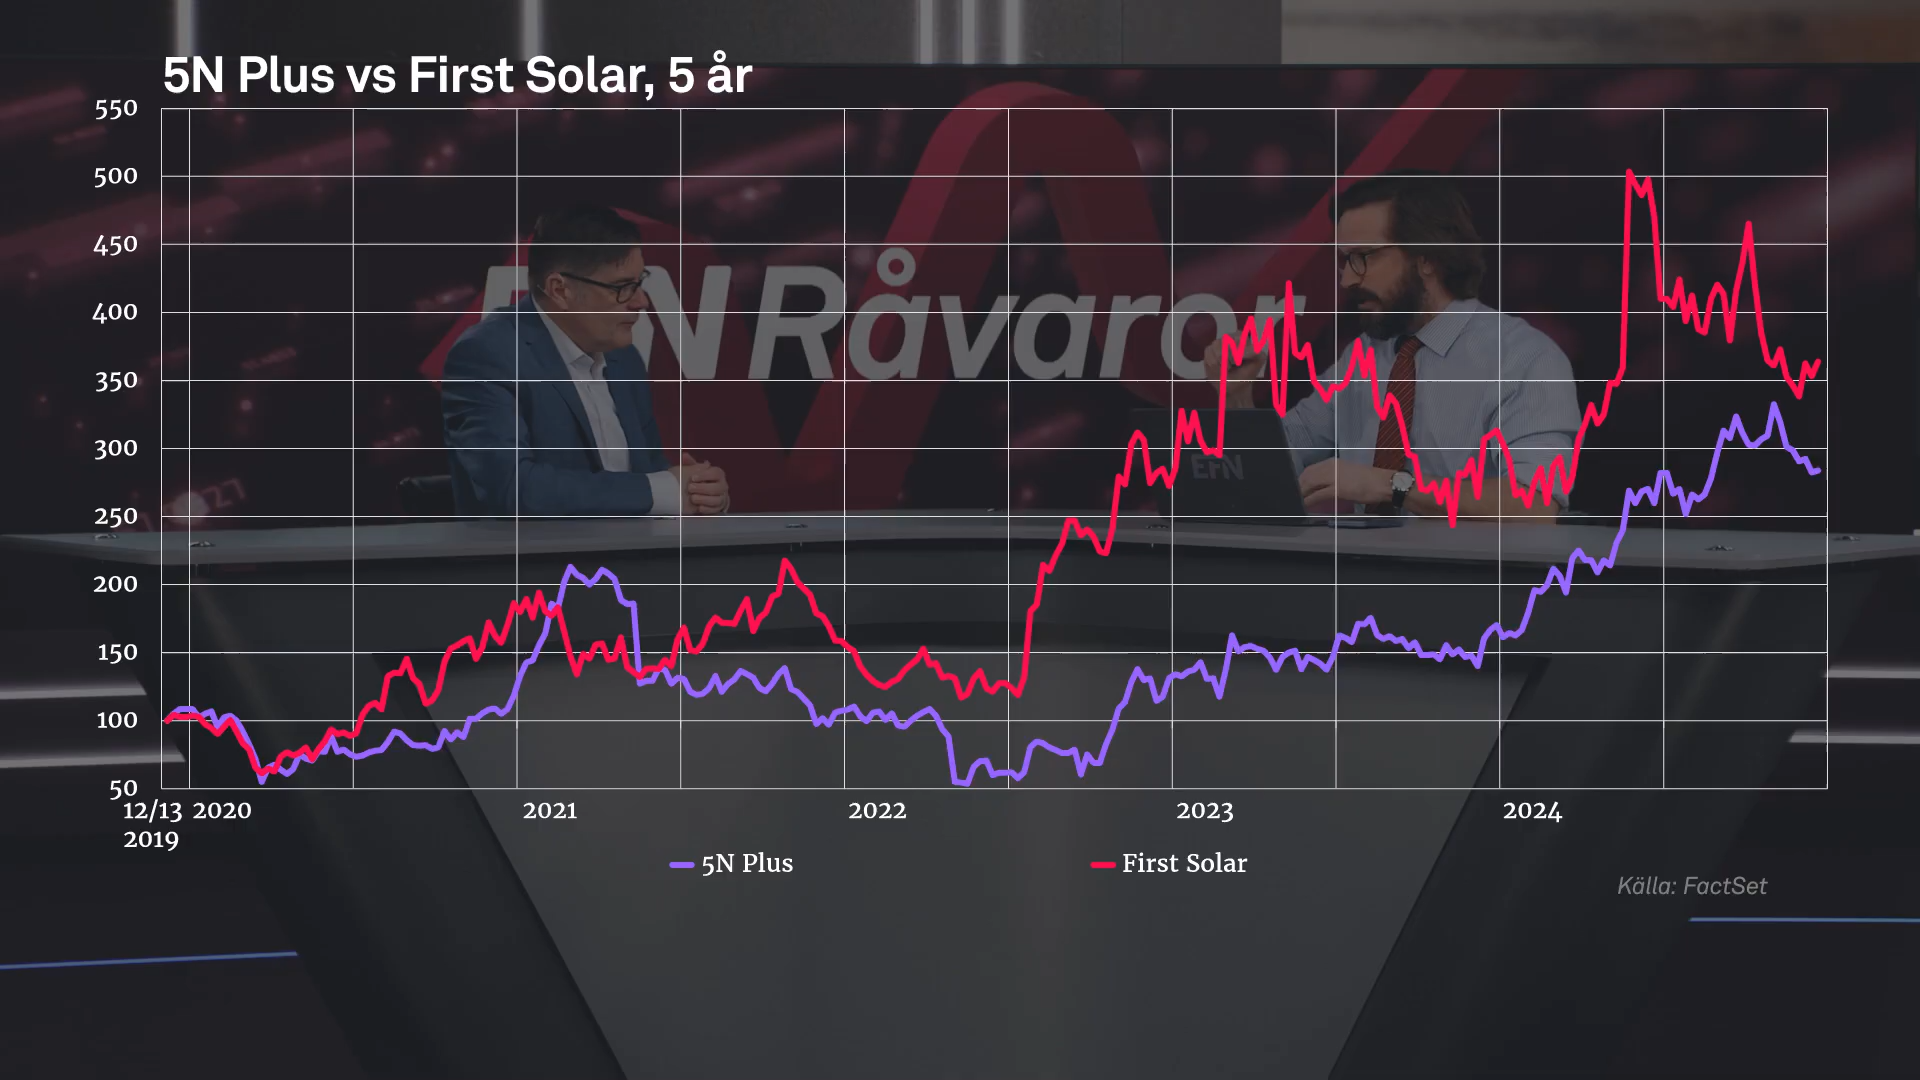 5N Plus vs First Solar, 5 år
550
500
450
400
350
300
250
200
150
100
50
12/13 2020 2021 2022 2023 2024
2019
5N Plus First Solar
Källa: FactSet
EFN Råvaror
EFN